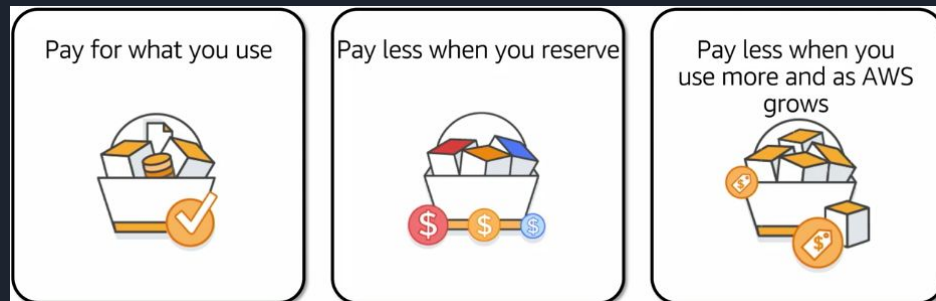 Pay for what you use
Pay less when you reserve
Pay less when you
use more and as AWS
grows
$
$
$
$
$